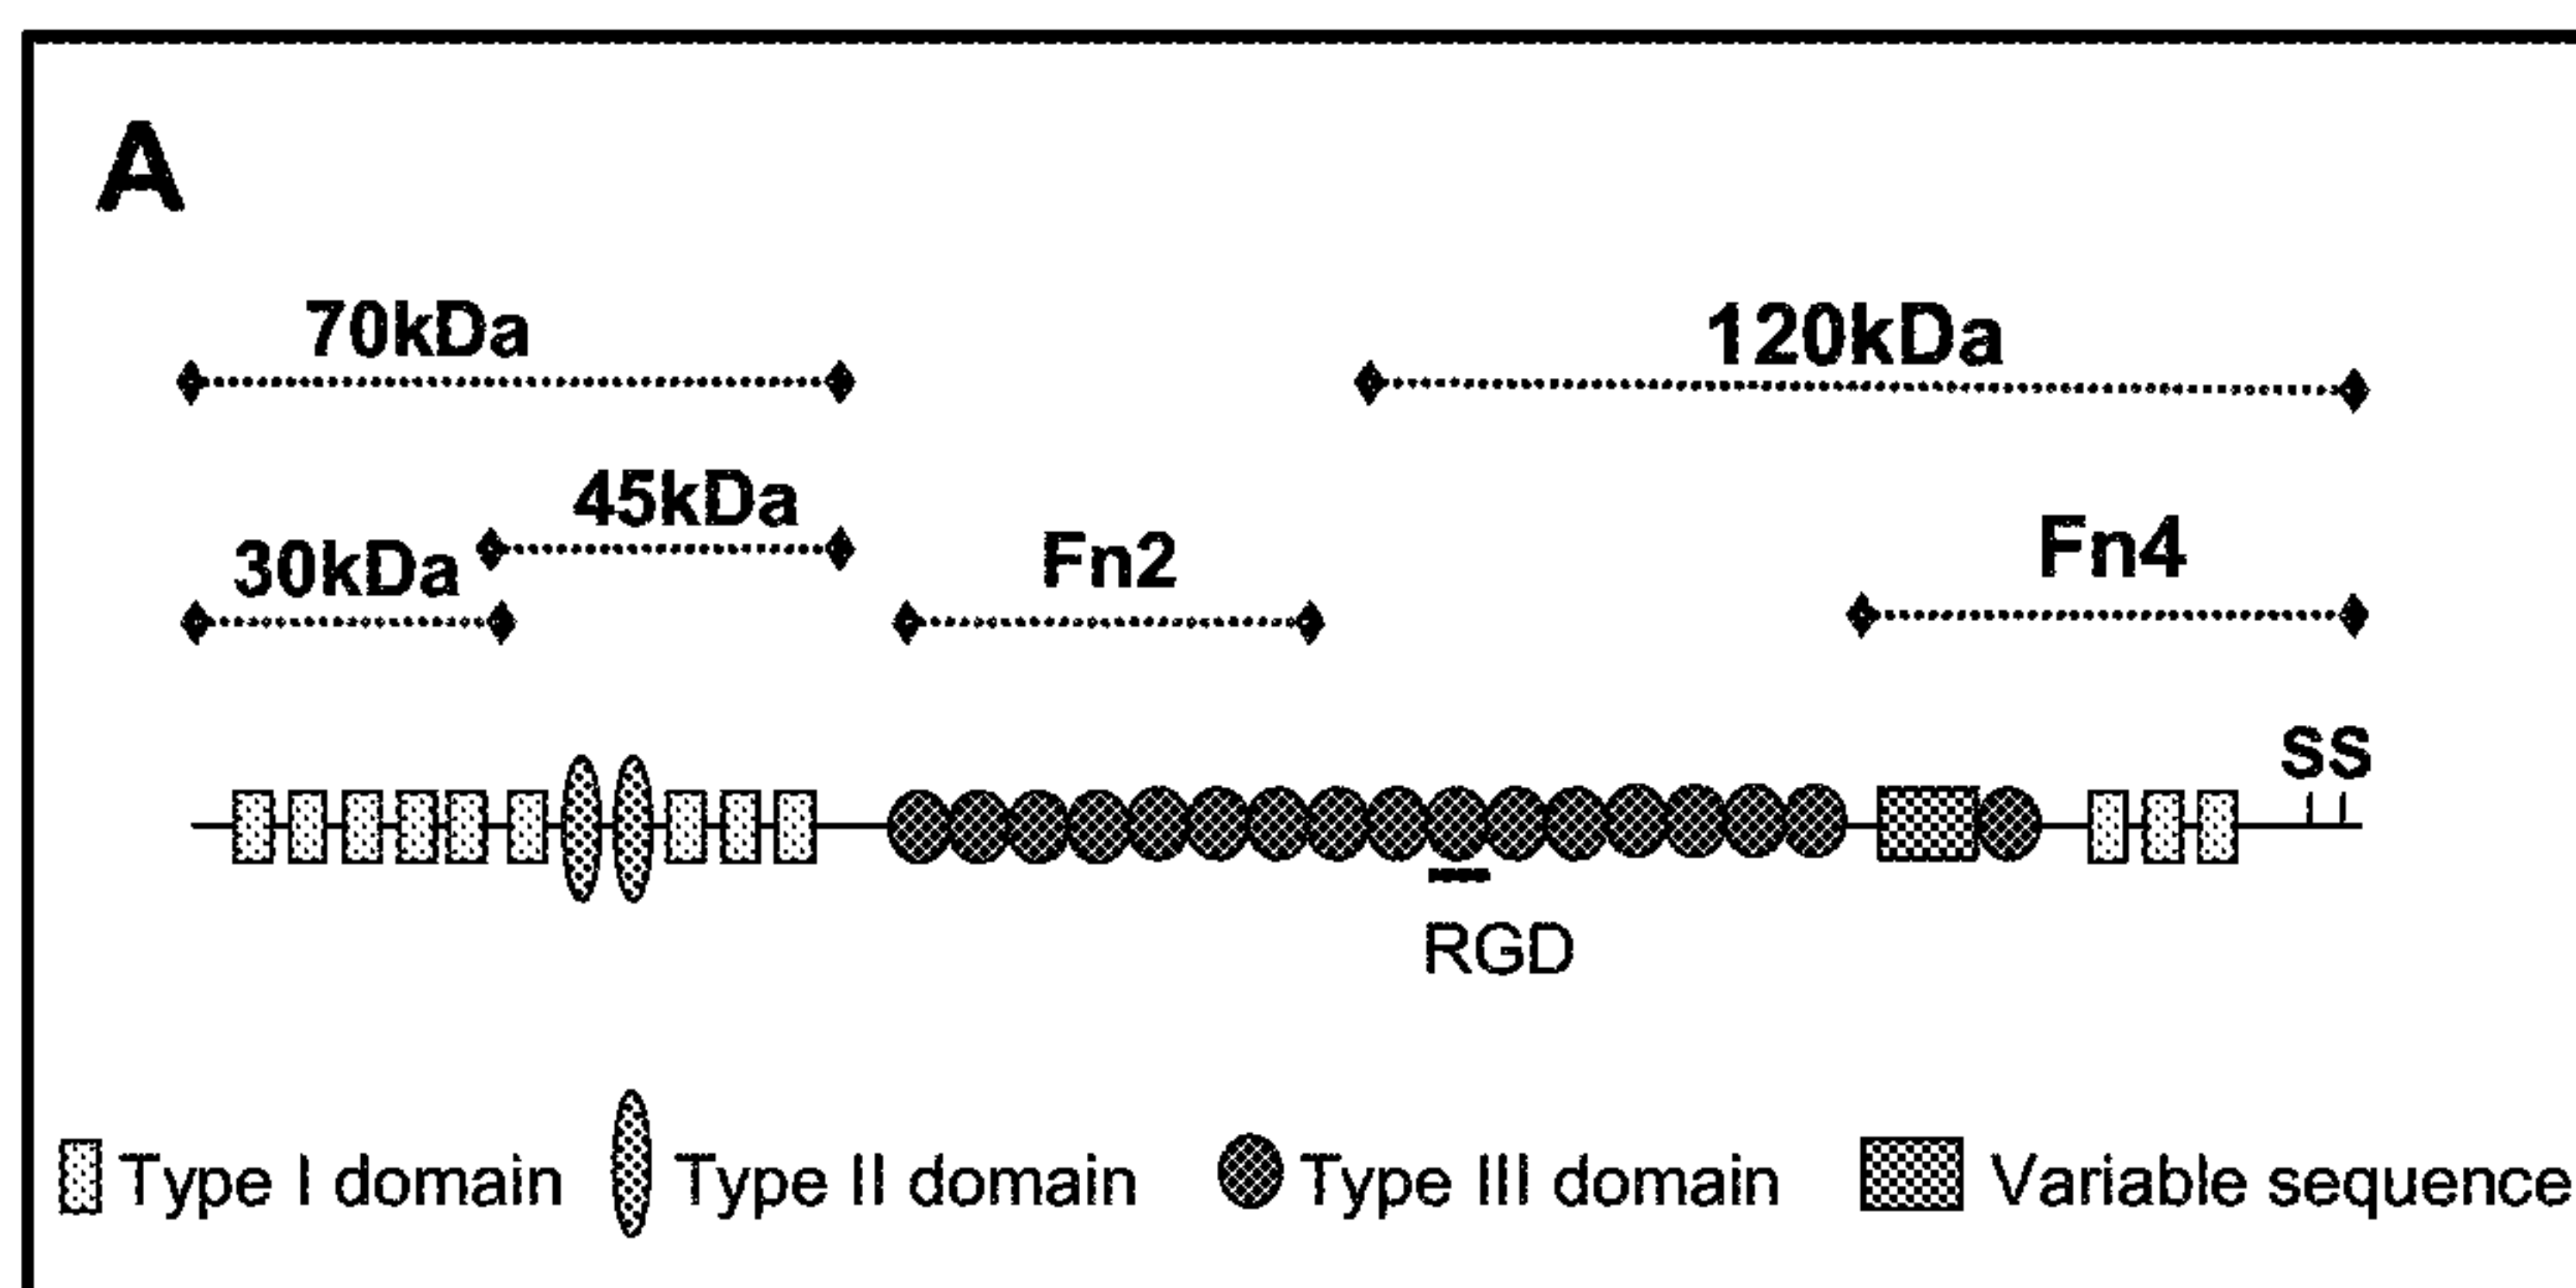 A
70kDa
120kDa
45kDa
30kDa
Fn2
Fn4
SS
RGD
Type I domain
Type II domain
Type III domain
Variable sequence